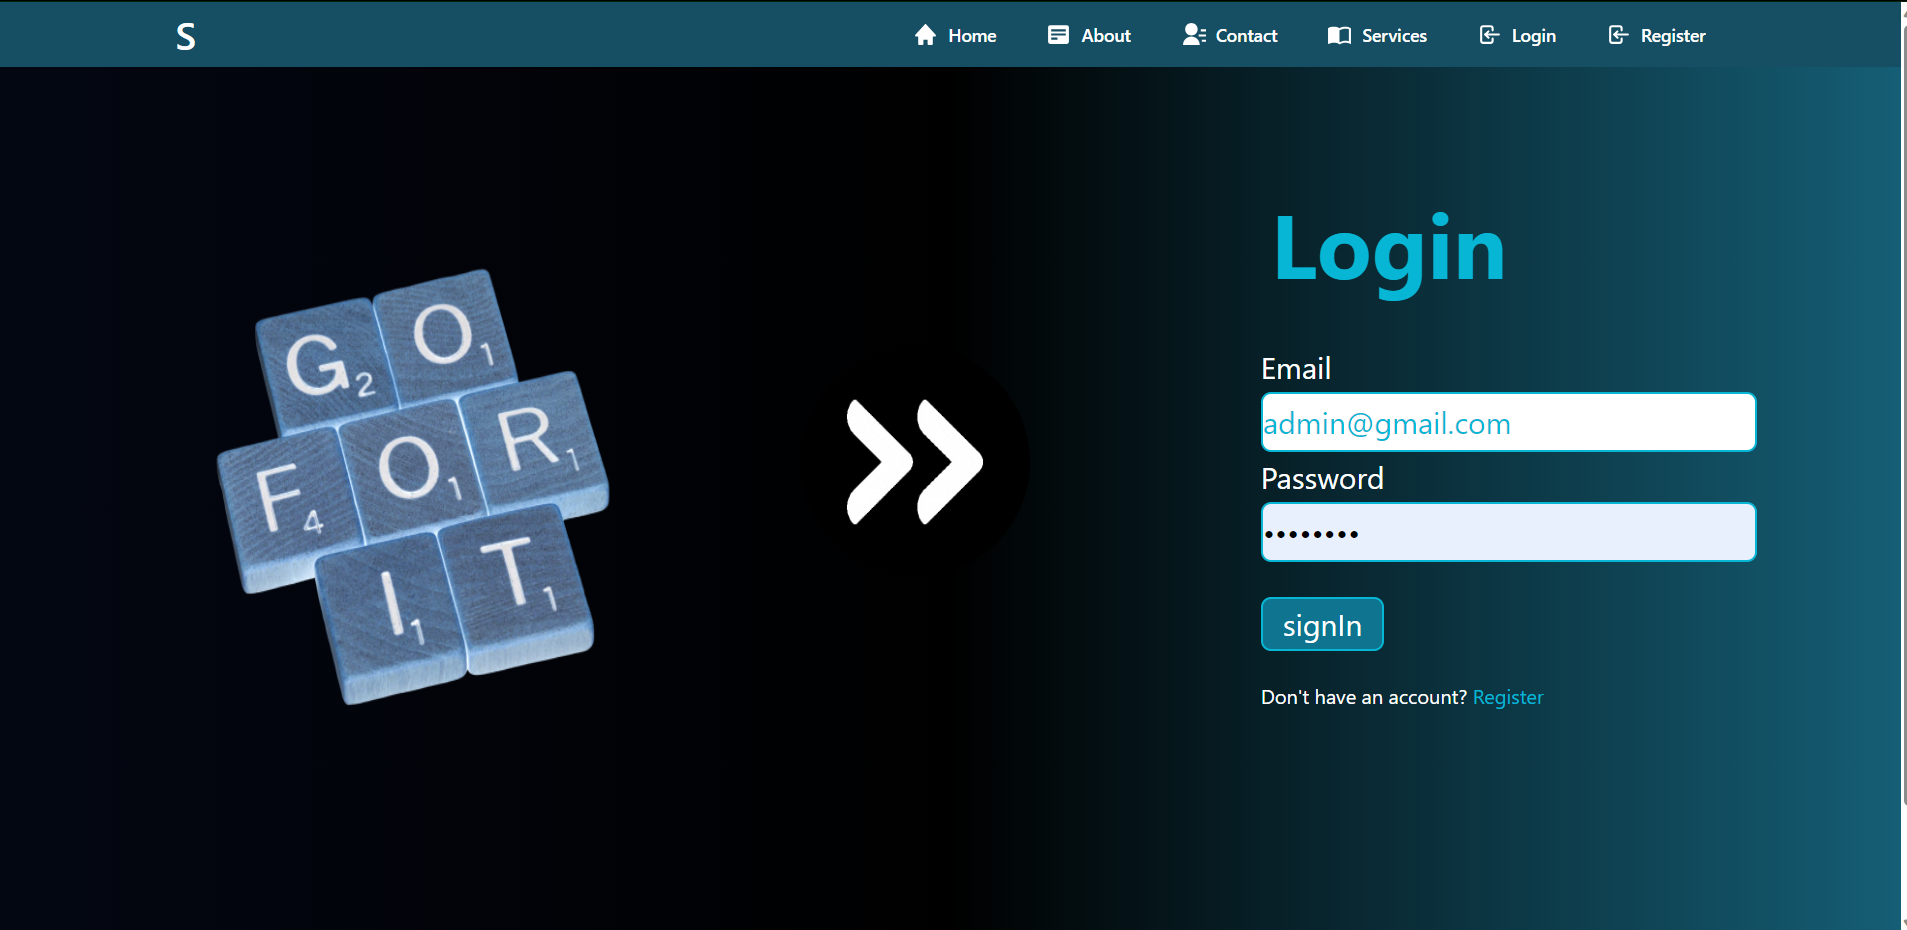 S
Home
About
Contact
Services
Login
Register
G2 O1
F4 O1 R1
I1 T1
Login
Email
admin@gmail.com
Password
••••••••
signIn
Don't have an account? Register